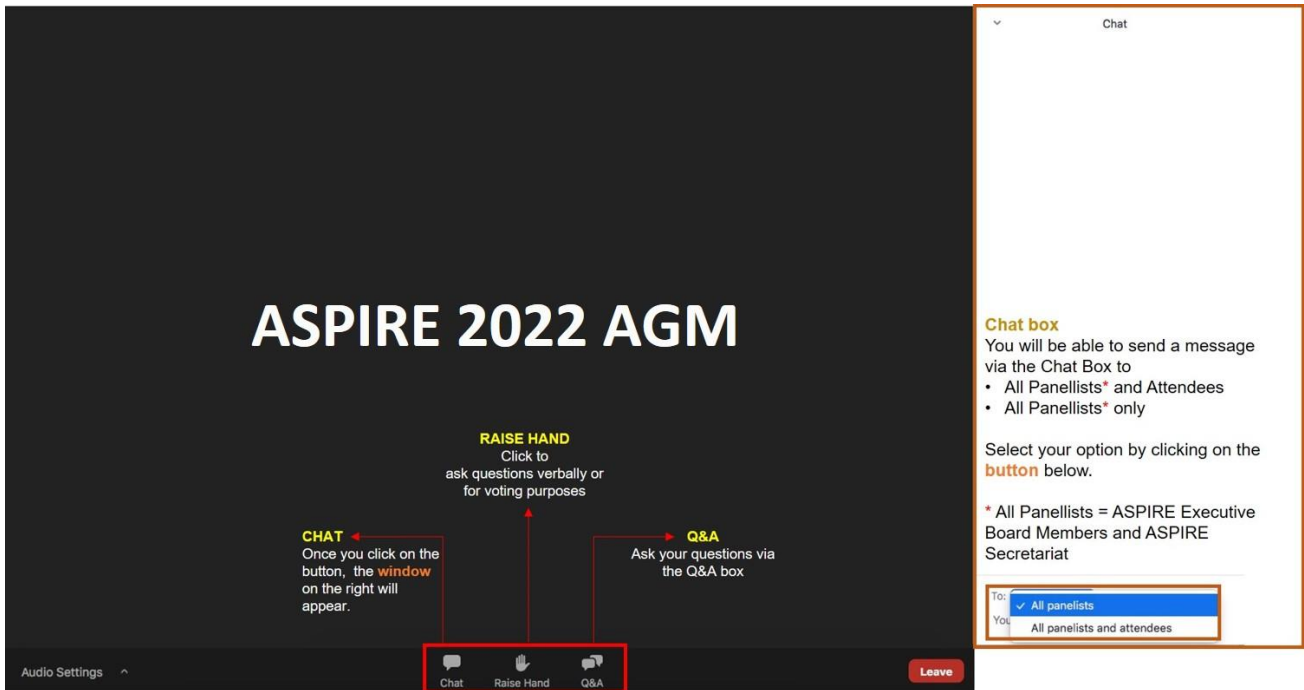 ASPIRE 2022 AGM
RAISE HAND
Click to
ask questions verbally or
for voting purposes
CHAT
Once you click on the
button, the window
on the right will
appear.
Q&A
Ask your questions via
the Q&A box
Audio Settings
Chat
Raise Hand
Q&A
Leave
Chat
Chat box
You will be able to send a message
via the Chat Box to
• All Panellists* and Attendees
• All Panellists* only
Select your option by clicking on the
button below.
* All Panellists = ASPIRE Executive
Board Members and ASPIRE
Secretariat
To:
✓ All panelists
You
All panelists and attendees